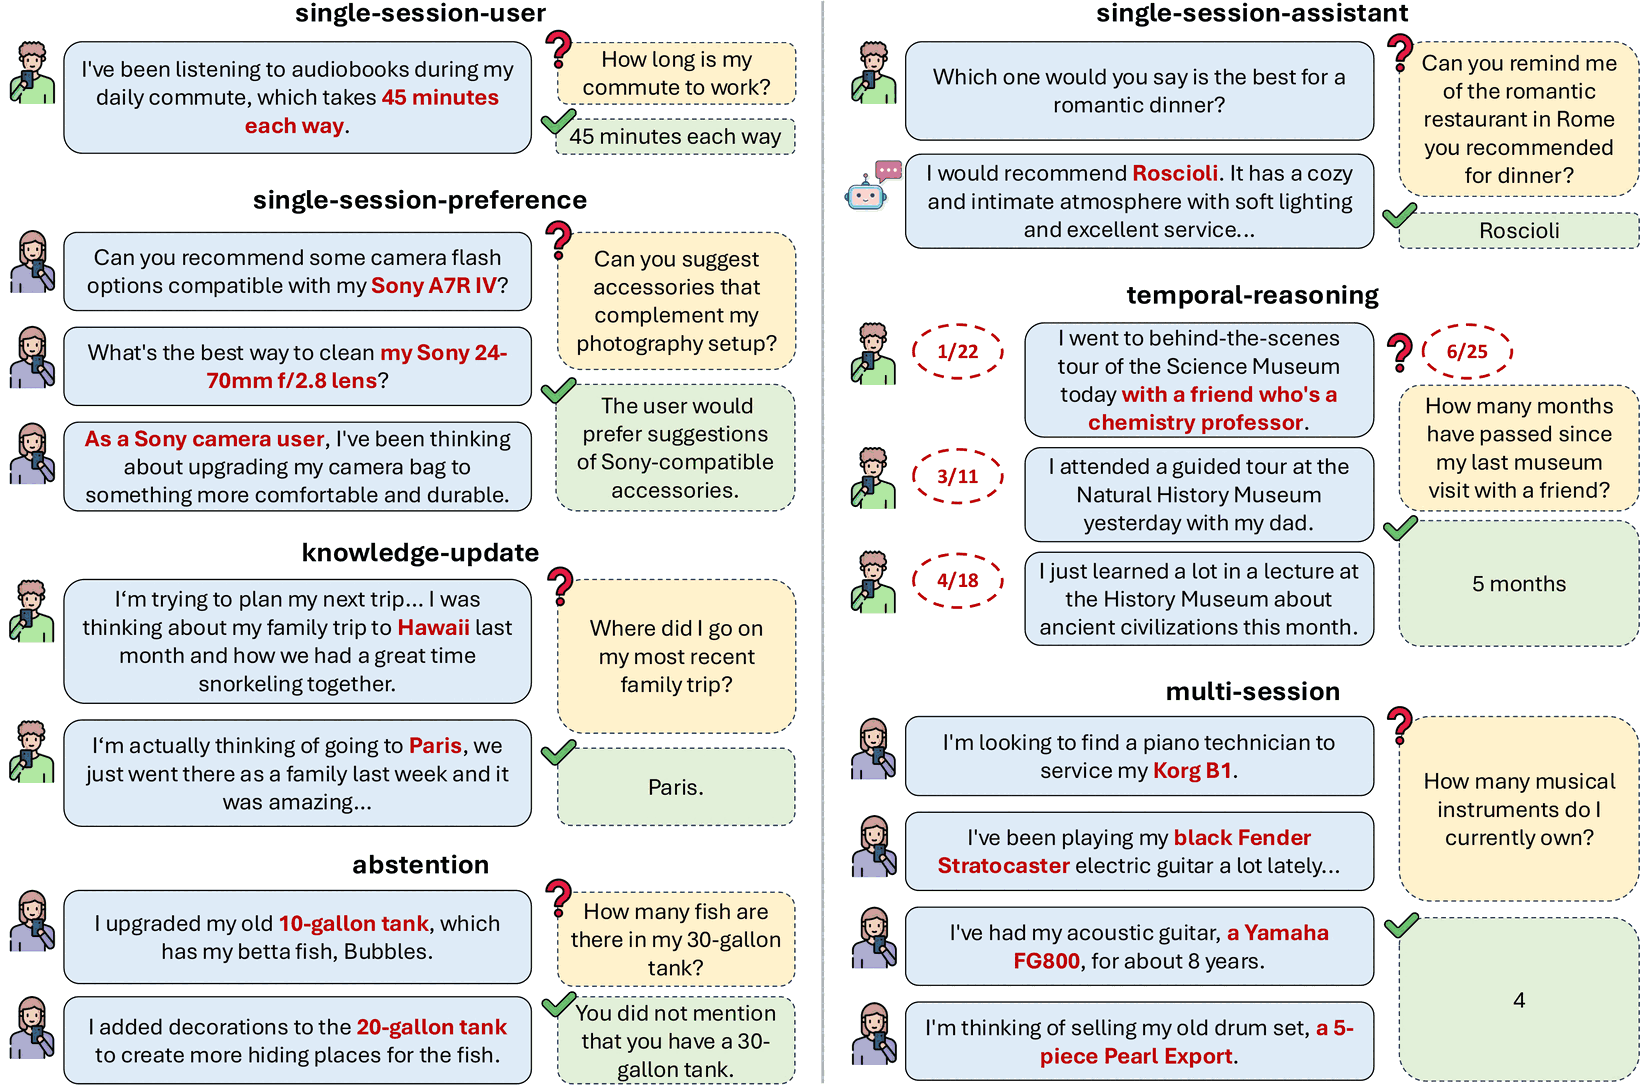 single-session-user
I've been listening to audiobooks during my
daily commute, which takes 45 minutes
each way.
How long is my
commute to work?
45 minutes each way
single-session-preference
Can you recommend some camera flash
options compatible with my Sony A7R IV?
What's the best way to clean my Sony 24-
70mm f/2.8 lens?
As a Sony camera user, I've been thinking
about upgrading my camera bag to
something more comfortable and durable.
Can you suggest
accessories that
complement my
photography setup?
The user would
prefer suggestions
of Sony-compatible
accessories.
knowledge-update
I‘m trying to plan my next trip... I was
thinking about my family trip to Hawaii last
month and how we had a great time
snorkeling together.
I‘m actually thinking of going to Paris, we
just went there as a family last week and it
was amazing...
Where did I go on
my most recent
family trip?
Paris.
abstention
I upgraded my old 10-gallon tank, which
has my betta fish, Bubbles.
I added decorations to the 20-gallon tank
to create more hiding places for the fish.
How many fish are
there in my 30-gallon
tank?
You did not mention
that you have a 30-
gallon tank.
single-session-assistant
Which one would you say is the best for a
romantic dinner?
I would recommend Roscioli. It has a cozy
and intimate atmosphere with soft lighting
and excellent service...
Can you remind me
of the romantic
restaurant in Rome
you recommended
for dinner?
Roscioli
temporal-reasoning
1/22
I went to behind-the-scenes
tour of the Science Museum
today with a friend who's a
chemistry professor.
3/11
I attended a guided tour at the
Natural History Museum
yesterday with my dad.
4/18
I just learned a lot in a lecture at
the History Museum about
ancient civilizations this month.
6/25
How many months
have passed since
my last museum
visit with a friend?
5 months
multi-session
I'm looking to find a piano technician to
service my Korg B1.
I've been playing my black Fender
Stratocaster electric guitar a lot lately...
I've had my acoustic guitar, a Yamaha
FG800, for about 8 years.
I'm thinking of selling my old drum set, a 5-
piece Pearl Export.
How many musical
instruments do I
currently own?
4